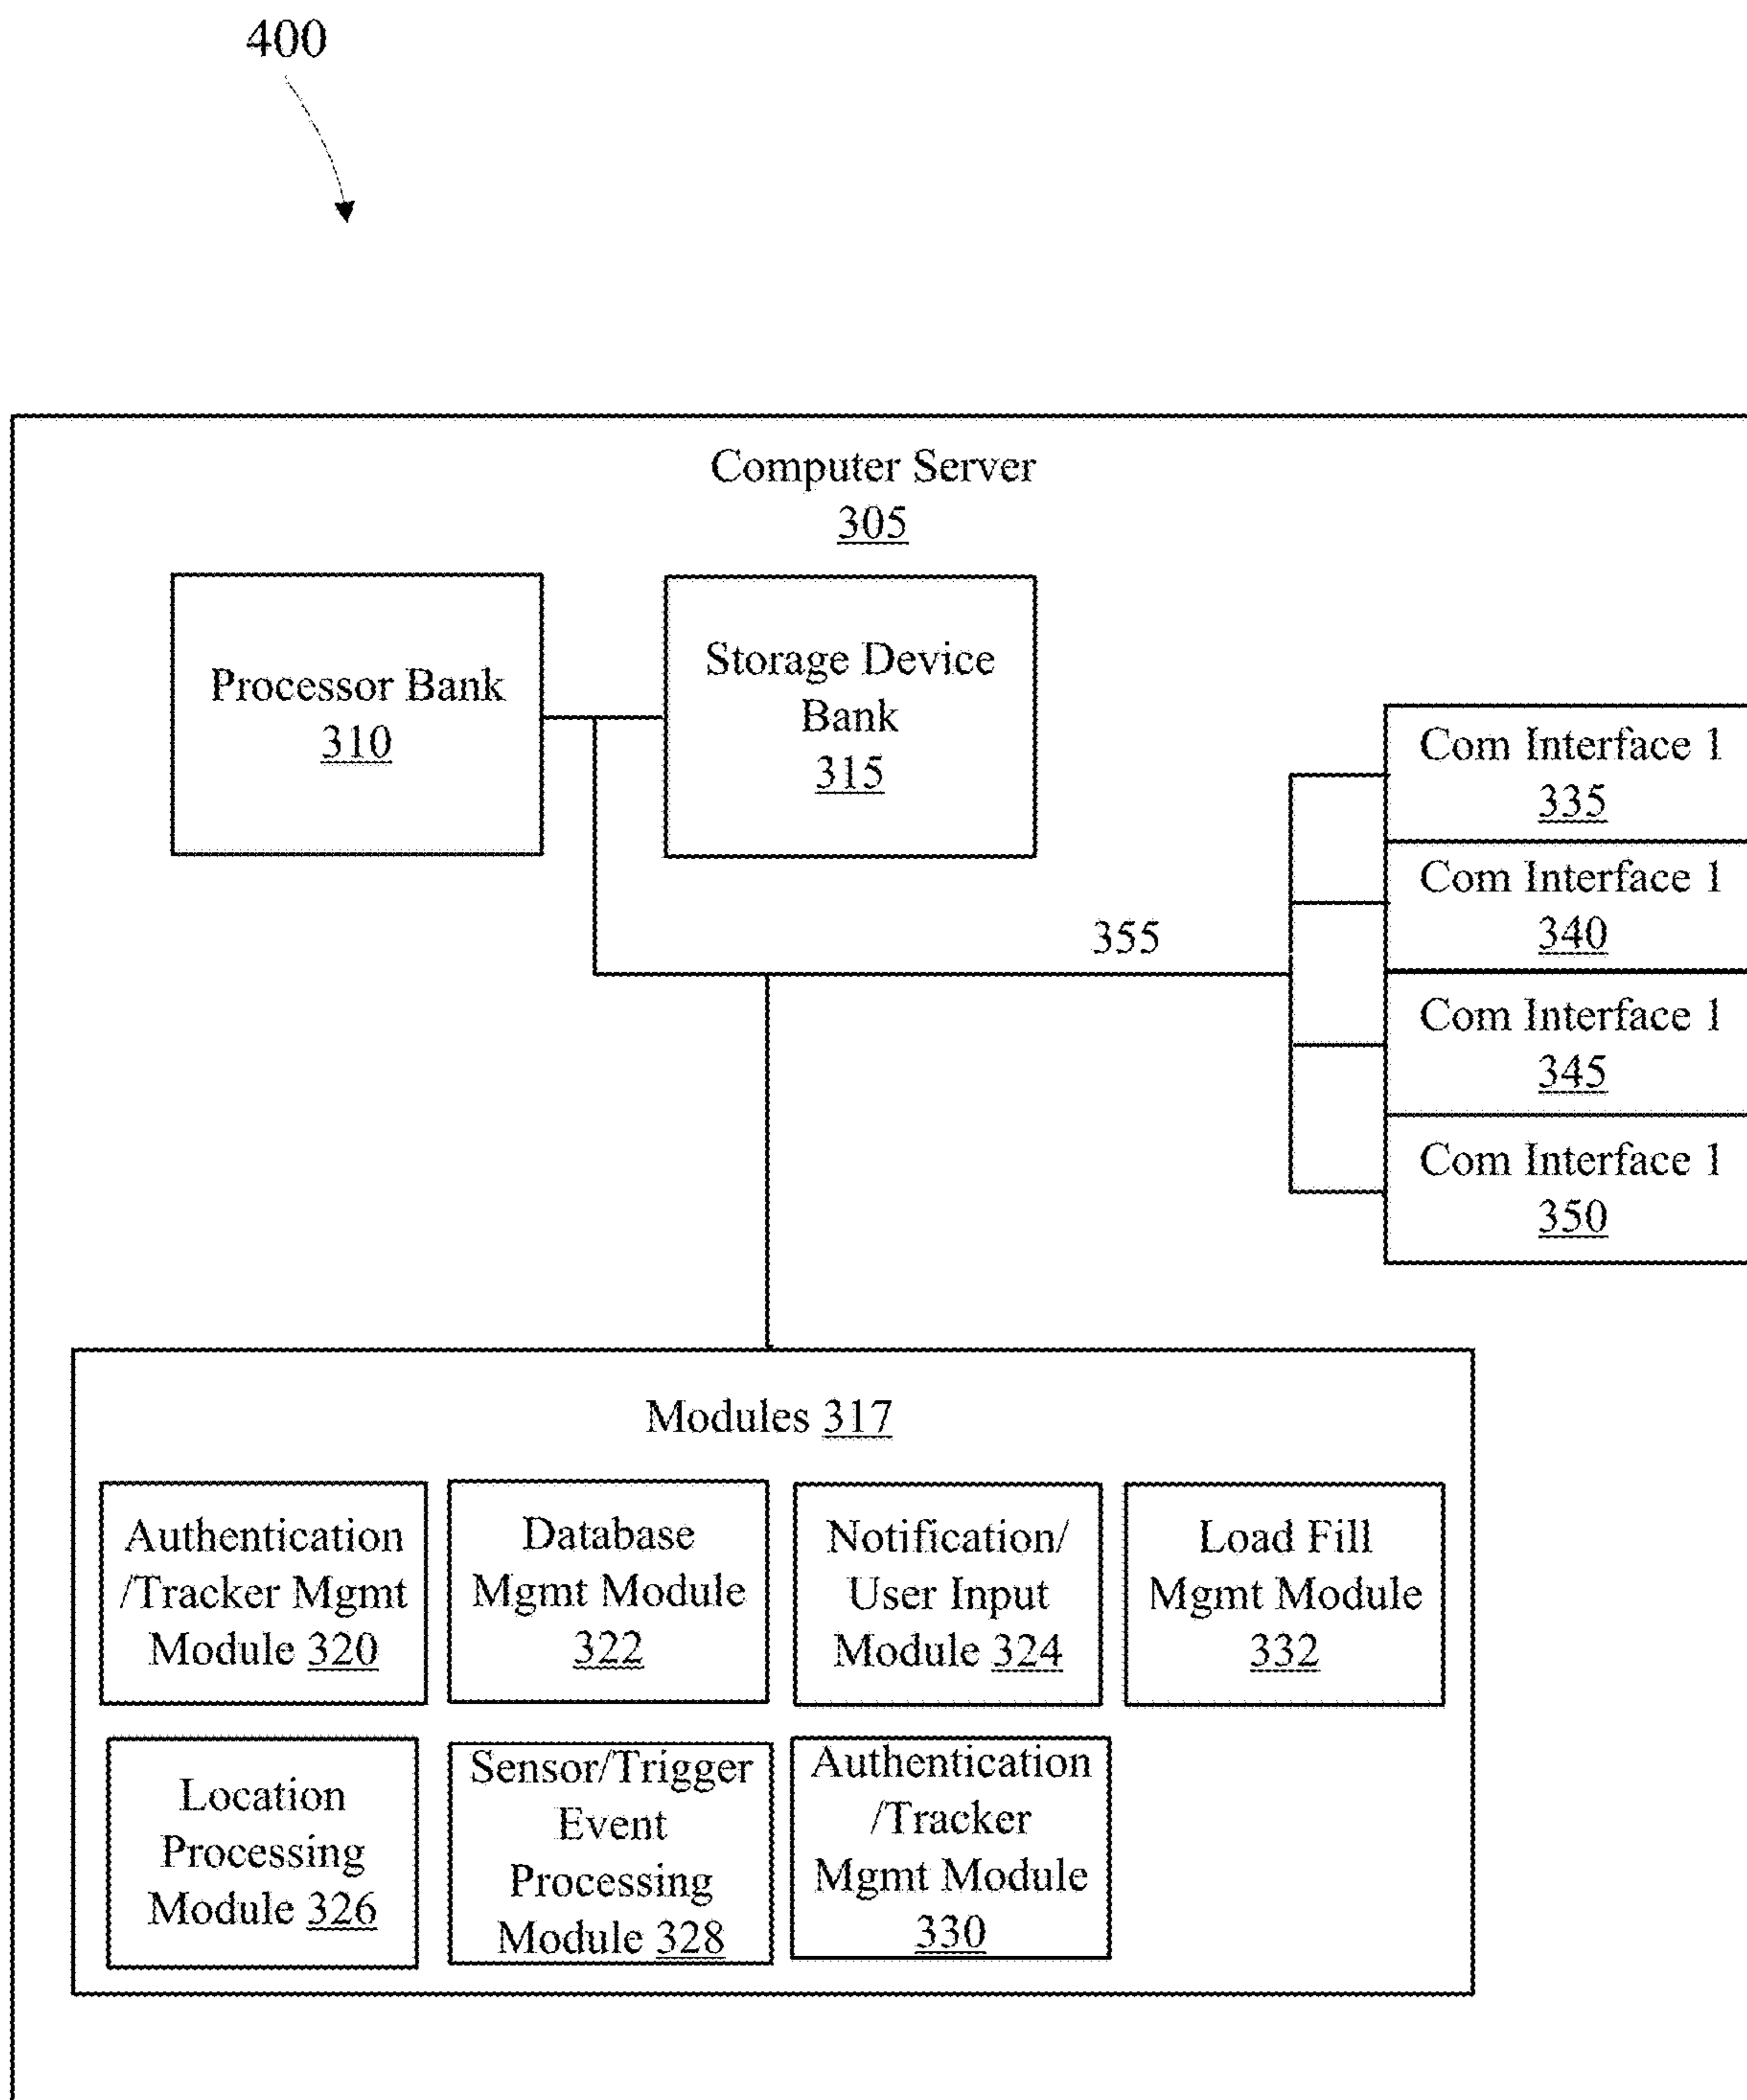 400
Computer Server
305
Processor Bank
310
Storage Device
Bank
315
Com Interface 1
335
Com Interface 1
340
355
Com Interface 1
345
Com Interface 1
350
Modules 317
Authentication
/Tracker Mgmt
Module 320
Database
Mgmt Module
322
Notification/
User Input
Module 324
Load Fill
Mgmt Module
332
Location
Processing
Module 326
Sensor/Trigger
Event
Processing
Module 328
Authentication
/Tracker
Mgmt Module
330